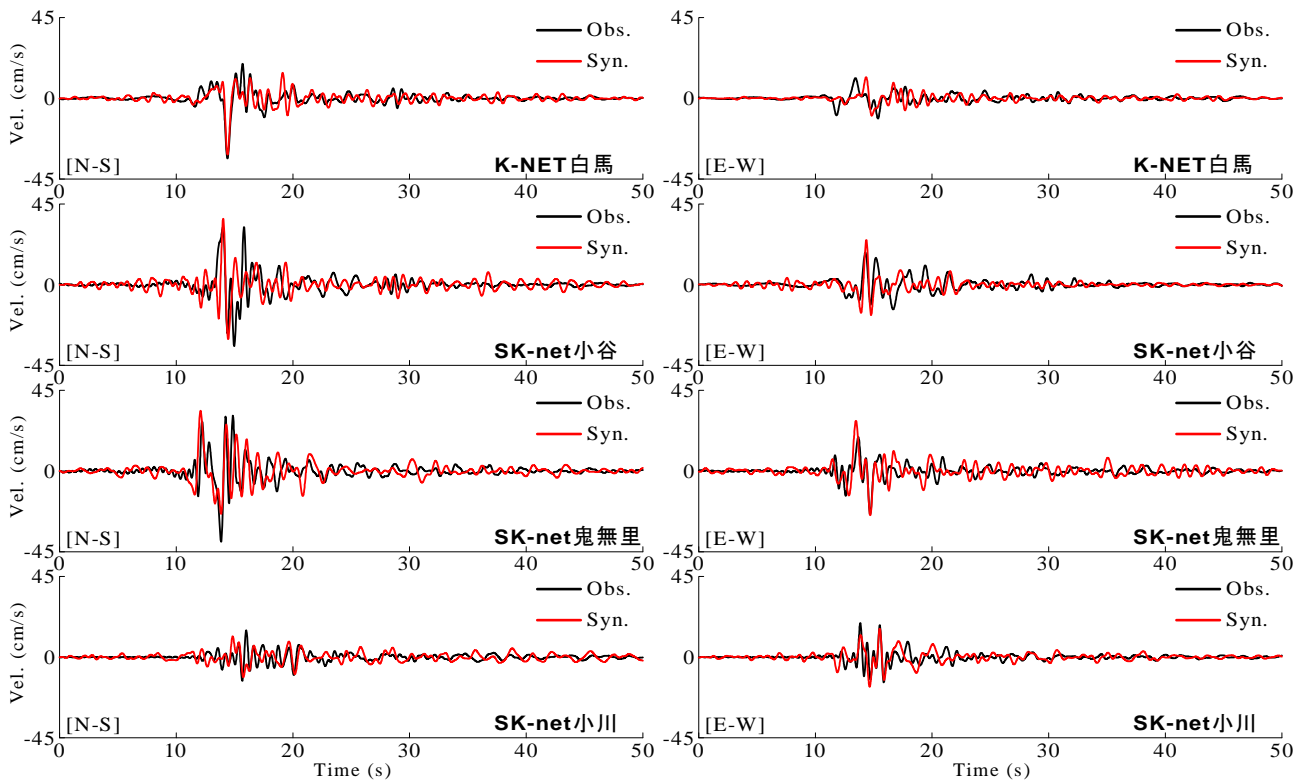 45
Obs.
Syn.
Vel. (cm/s)
0
[N-S]
K-NET白馬
-45
0 10 20 30 40 50
45
Obs.
Syn.
0
[E-W]
K-NET白馬
-45
0 10 20 30 40 50
45
Obs.
Syn.
Vel. (cm/s)
0
[N-S]
SK-net小谷
-45
0 10 20 30 40 50
45
Obs.
Syn.
0
[E-W]
SK-net小谷
-45
0 10 20 30 40 50
45
Obs.
Syn.
Vel. (cm/s)
0
[N-S]
SK-net鬼無里
-45
0 10 20 30 40 50
45
Obs.
Syn.
0
[E-W]
SK-net鬼無里
-45
0 10 20 30 40 50
45
Obs.
Syn.
Vel. (cm/s)
0
[N-S]
SK-net小川
-45
0 10 20 30 40 50
Time (s)
45
Obs.
Syn.
0
[E-W]
SK-net小川
-45
0 10 20 30 40 50
Time (s)